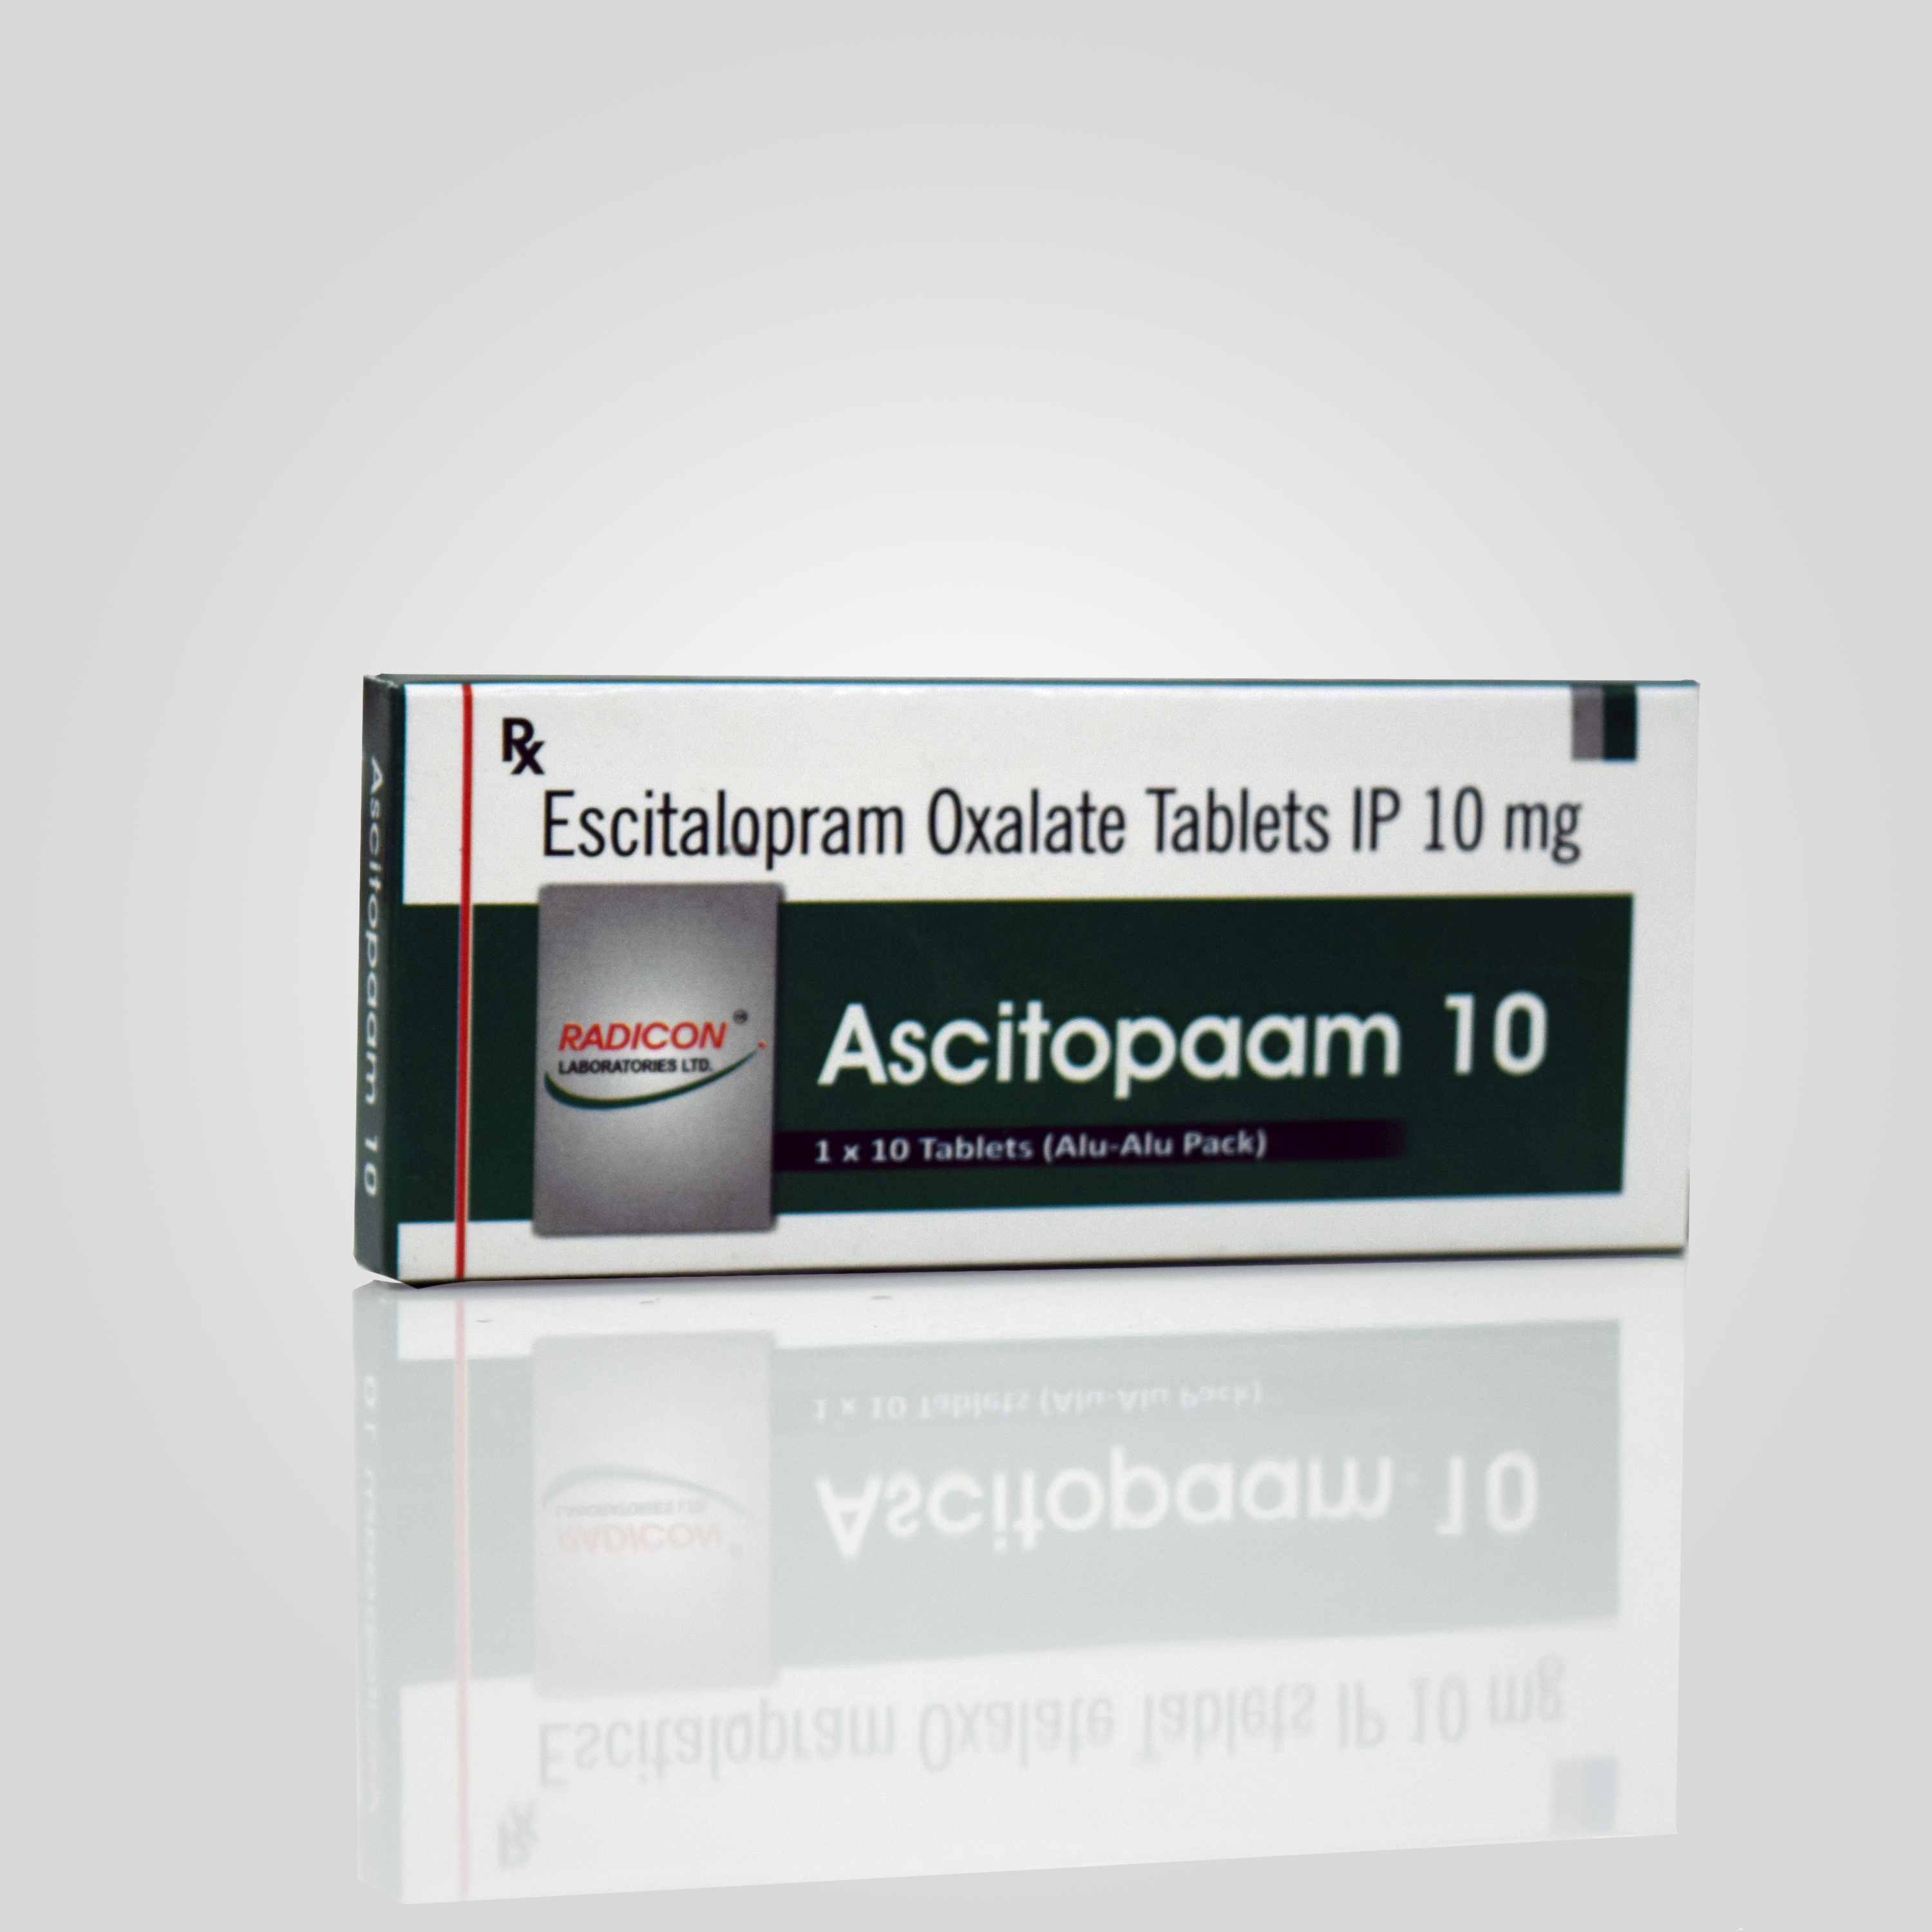 Rx
Escitalopram Oxalate Tablets IP 10 mg
RADICON
LABORATORIES LTD.
Ascitopaam 10
1 x 10 Tablets (Alu-Alu Pack)
Ascitopaam 10